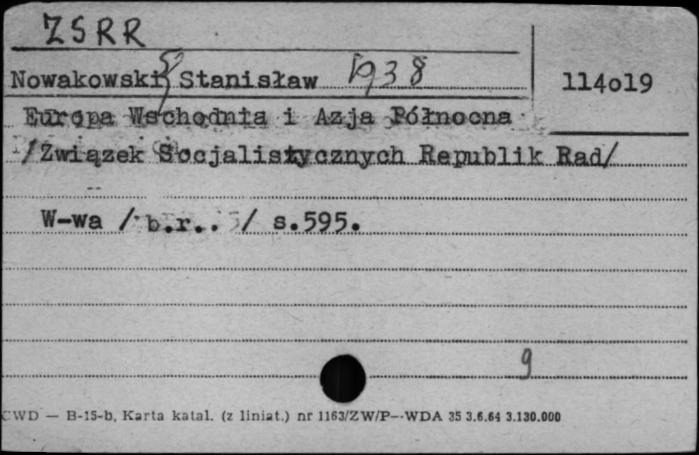 ZSRR
Nowakowski Stanisław 1938
114o19
Europa Wschodnia i Azja Północna
/Związek Socjalistycznych Republik Rad/
W-wa / b.r.. / s.595.
9
CWD — B-15-b, Karta katal. (z liniat.) nr 1163/ZW/P—WDA 35 3.6.64 3.130.000